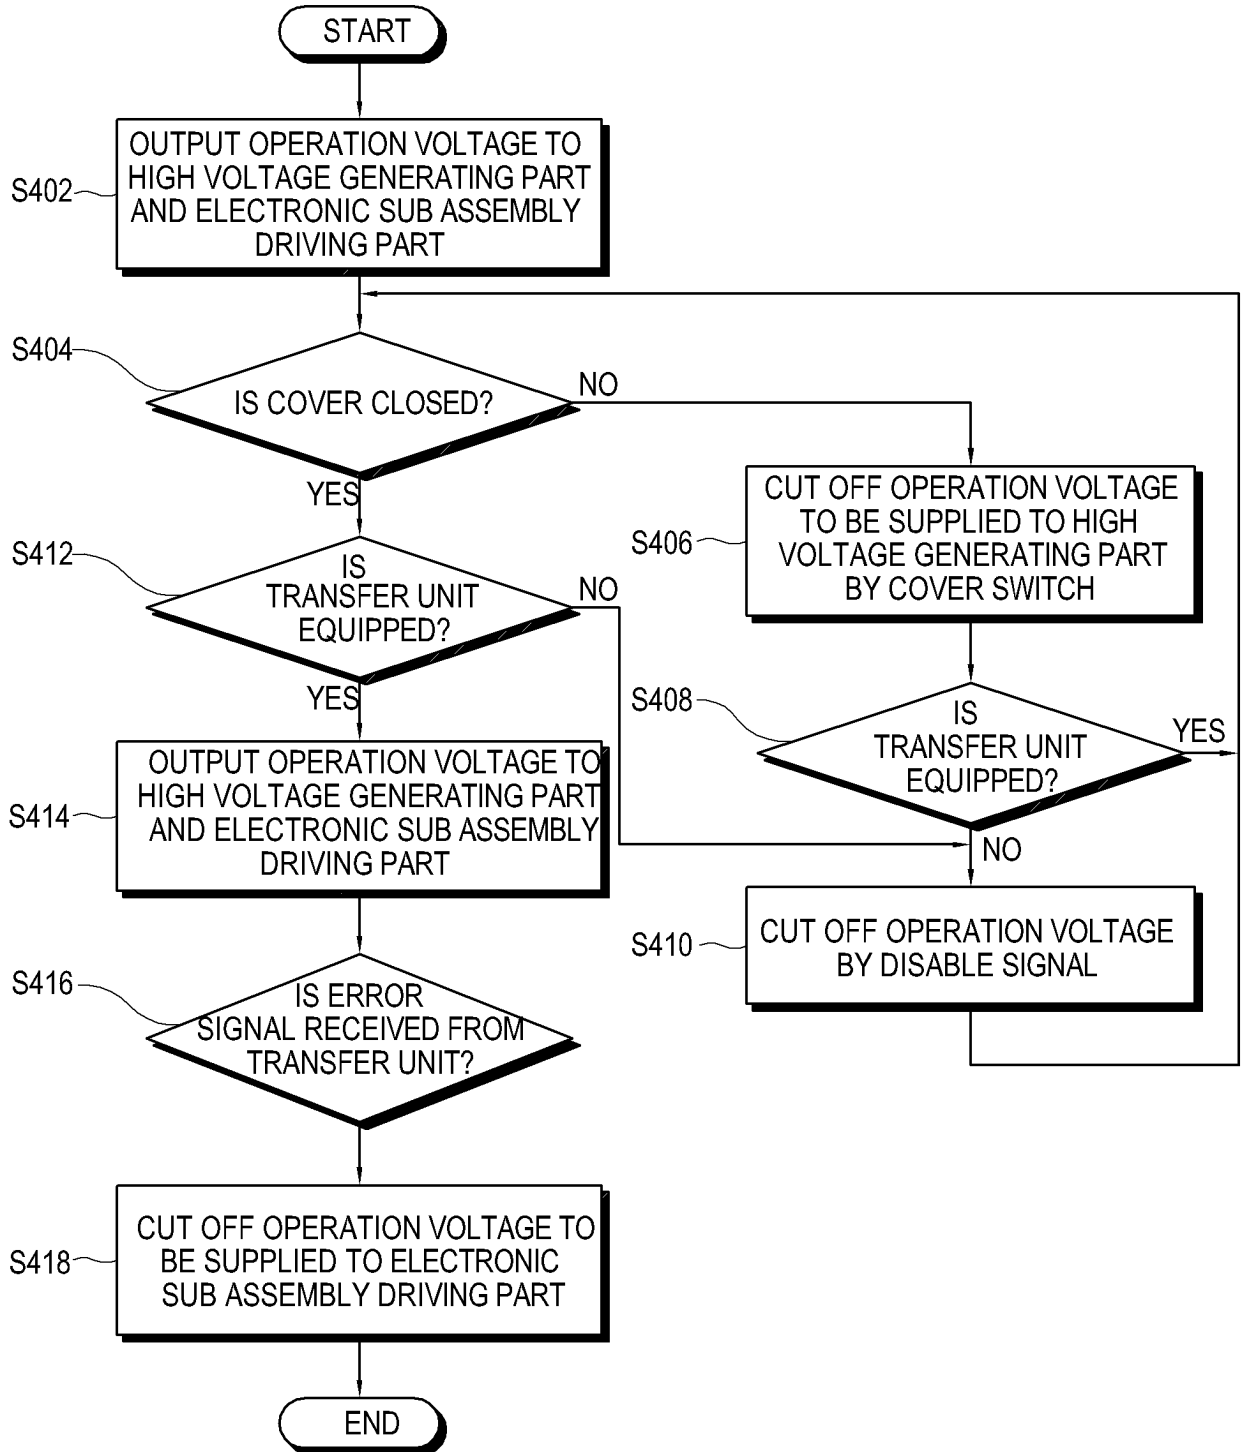 START
S402
OUTPUT OPERATION VOLTAGE TO
HIGH VOLTAGE GENERATING PART
AND ELECTRONIC SUB ASSEMBLY
DRIVING PART
S404
IS COVER CLOSED?
NO
YES
S406
CUT OFF OPERATION VOLTAGE
TO BE SUPPLIED TO HIGH
VOLTAGE GENERATING PART
BY COVER SWITCH
S412
IS
TRANSFER UNIT
EQUIPPED?
NO
YES
S408
IS
TRANSFER UNIT
EQUIPPED?
YES
NO
S414
OUTPUT OPERATION VOLTAGE TO
HIGH VOLTAGE GENERATING PART
AND ELECTRONIC SUB ASSEMBLY
DRIVING PART
S410
CUT OFF OPERATION VOLTAGE
BY DISABLE SIGNAL
S416
IS ERROR
SIGNAL RECEIVED FROM
TRANSFER UNIT?
S418
CUT OFF OPERATION VOLTAGE TO
BE SUPPLIED TO ELECTRONIC
SUB ASSEMBLY DRIVING PART
END